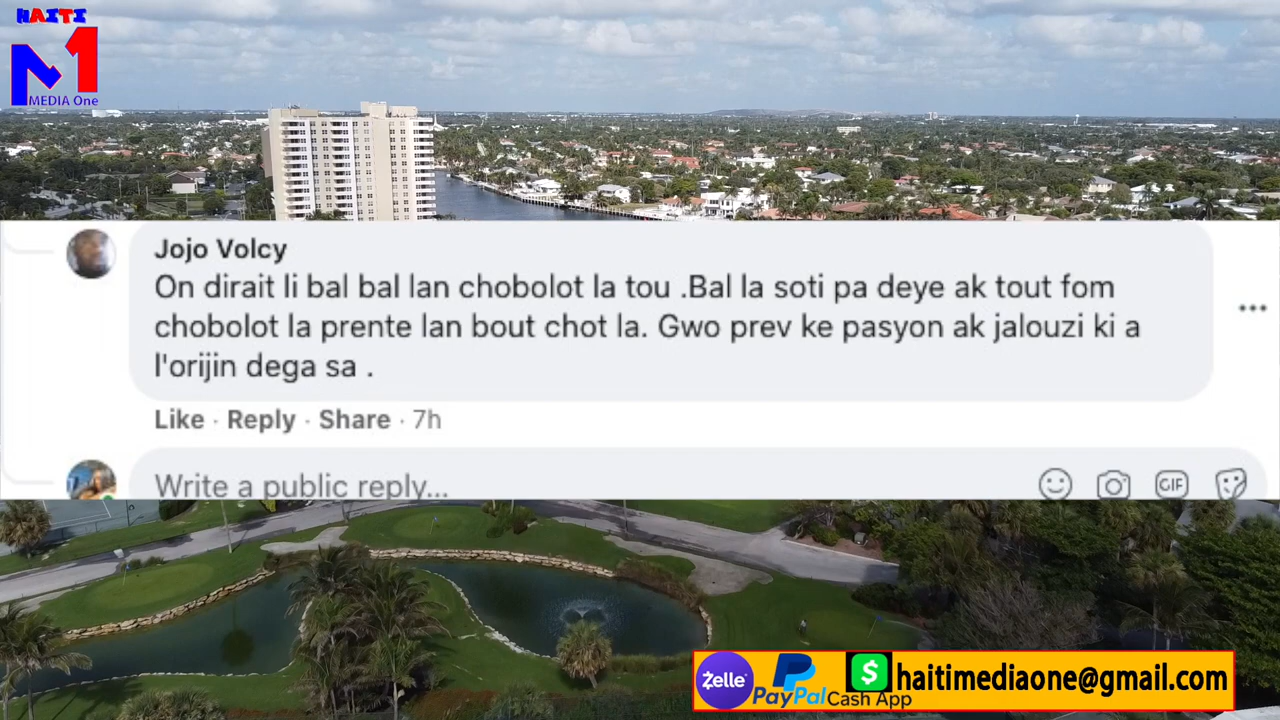 HAITI
M1
MEDIA One
Jojo Volcy
On dirait li bal bal lan chobolot la tou .Bal la soti pa deye ak tout fom
chobolot la prente lan bout chot la. Gwo prev ke pasyon ak jalouzi ki a
l'orijin dega sa .
Like · Reply · Share · 7h
Write a public reply...
GIF
Zelle
PayPal
$
Cash App
haitimediaone@gmail.com